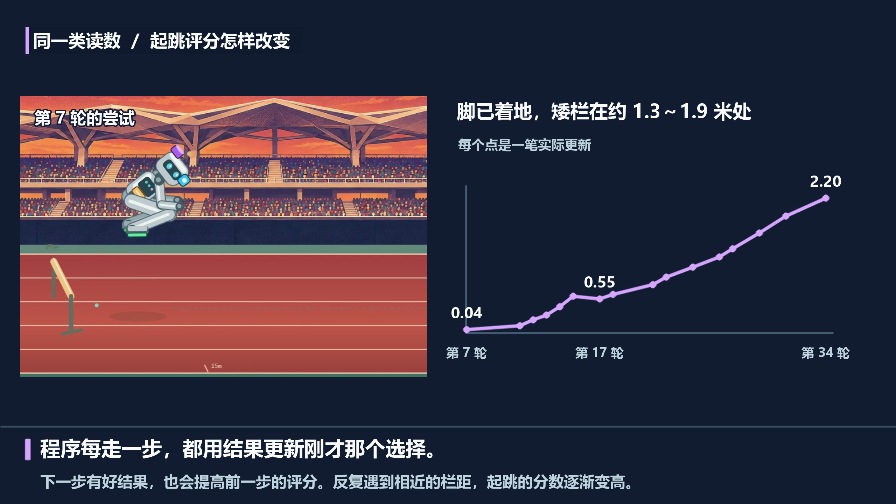 同一类读数 / 起跳评分怎样改变
第 7 轮的尝试
15m
脚已着地，矮栏在约 1.3～1.9 米处
每个点是一笔实际更新
2.20
0.55
0.04
第 7 轮
第 17 轮
第 34 轮
程序每走一步，都用结果更新刚才那个选择。
下一步有好结果，也会提高前一步的评分。反复遇到相近的栏距，起跳的分数逐渐变高。